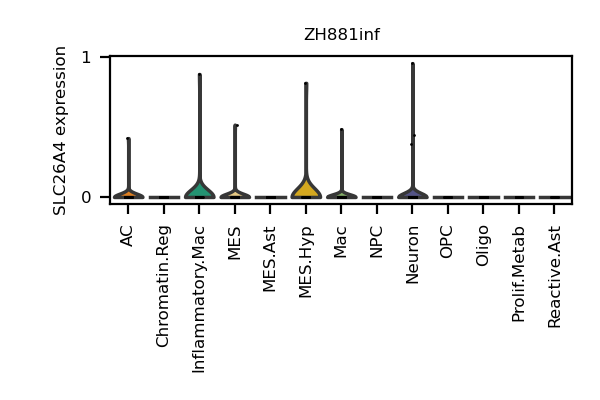 ZH881inf
SLC26A4 expression
1
0
AC
Chromatin.Reg
Inflammatory.Mac
MES
MES.Ast
MES.Hyp
Mac
NPC
Neuron
OPC
Oligo
Prolif.Metab
Reactive.Ast